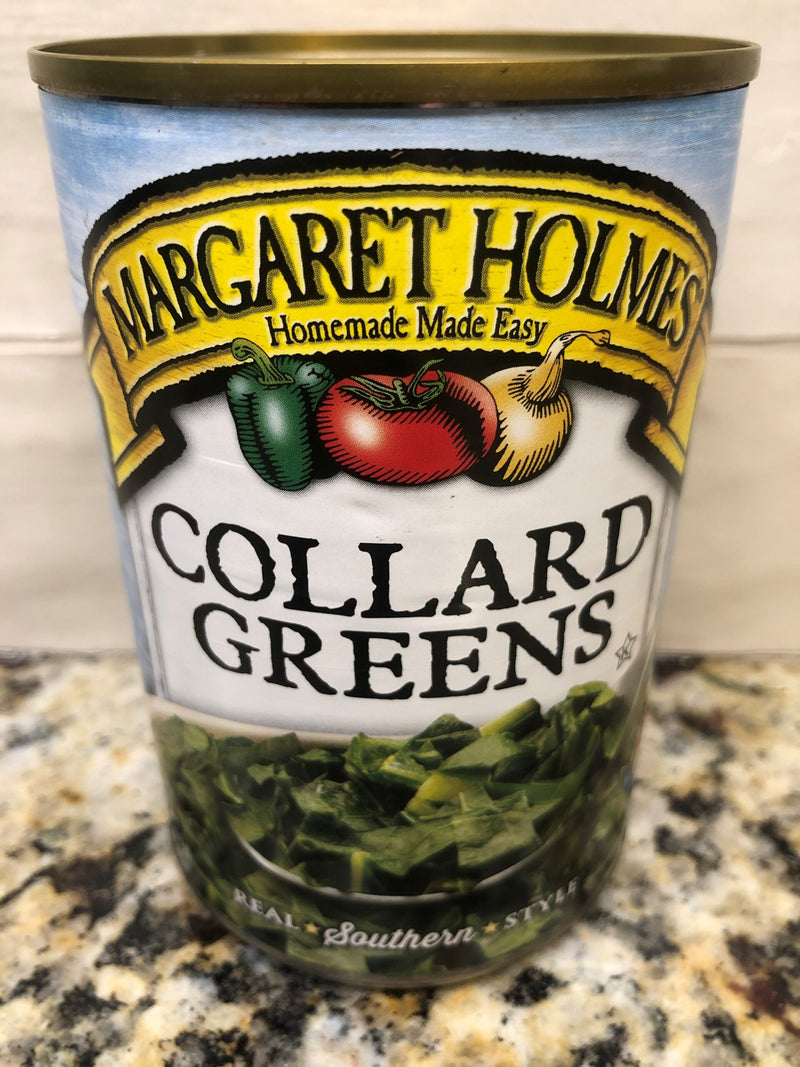 MARGARET HOLMES
Homemade Made Easy
COLLARD
GREENS
REAL ★ Southern ★ STYLE